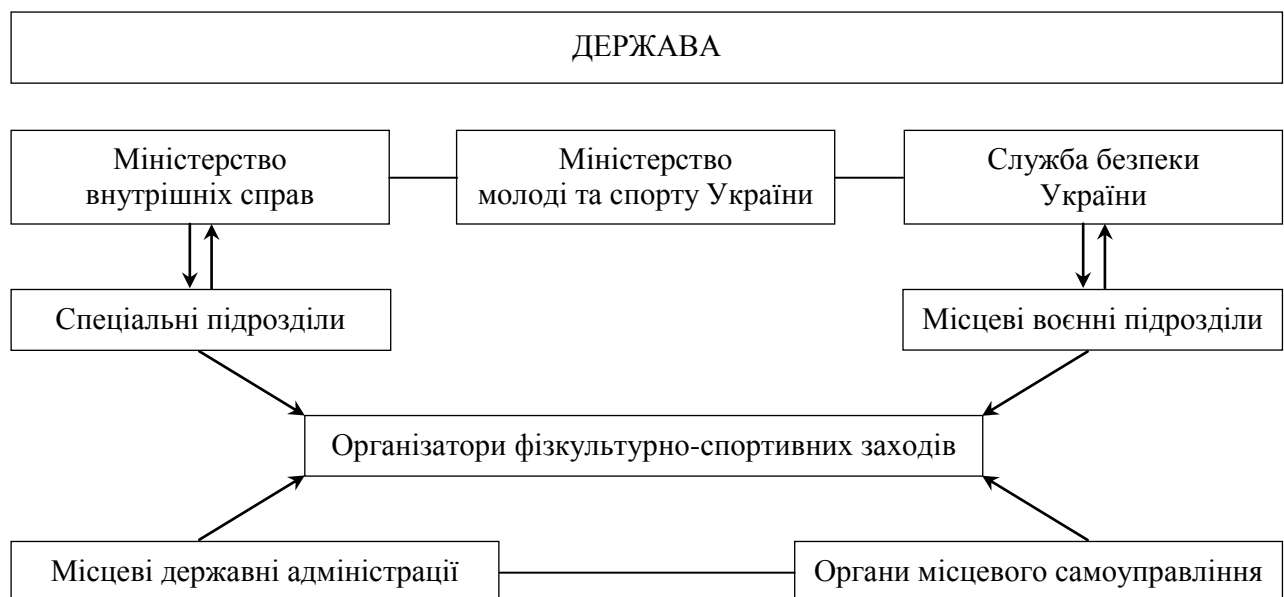 ДЕРЖАВА
Міністерство
внутрішніх справ
Міністерство
молоді та спорту України
Служба безпеки
України
Спеціальні підрозділи
Місцеві воєнні підрозділи
Організатори фізкультурно-спортивних заходів
Місцеві державні адміністрації
Органи місцевого самоуправління